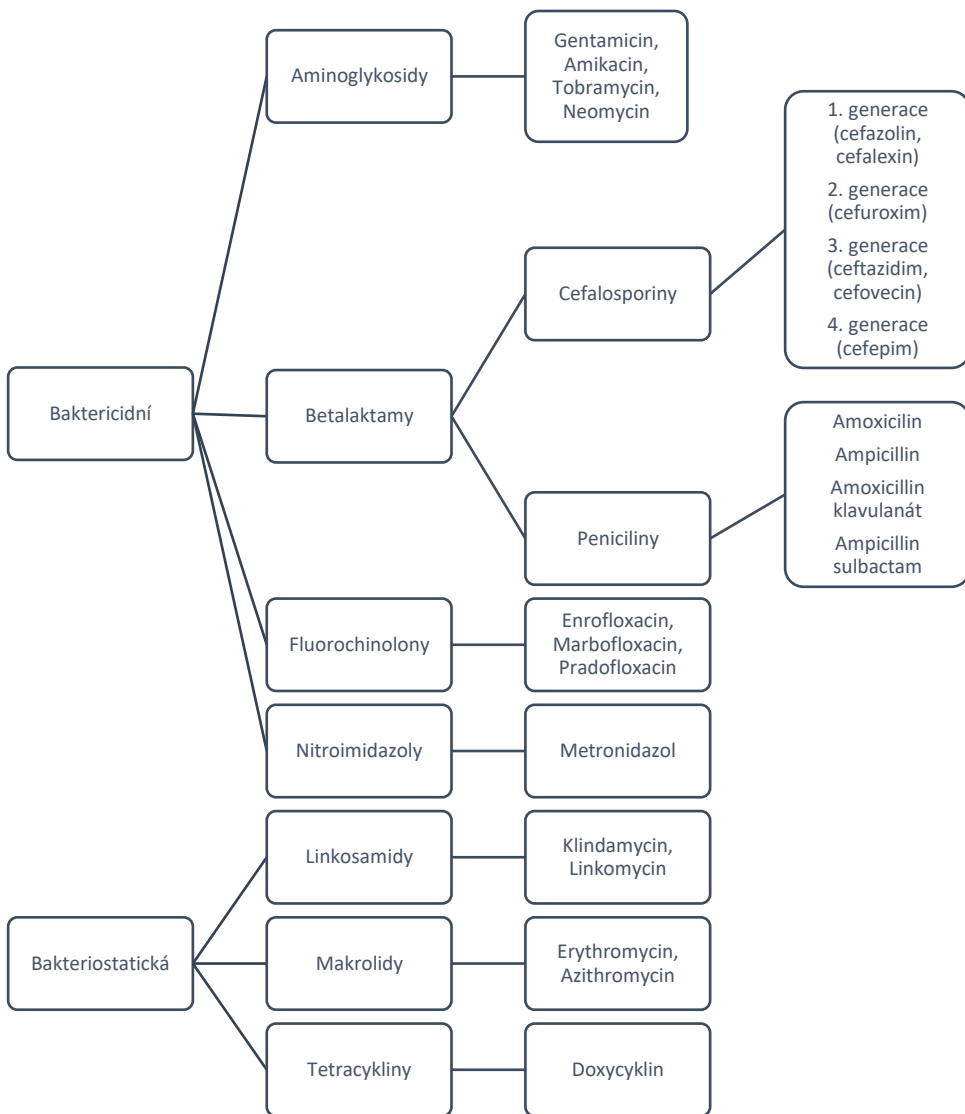 Baktericidní
Aminoglykosidy
Gentamicin,
Amikacin,
Tobramycin,
Neomycin
Betalaktamy
Cefalosporiny
1. generace
(cefazolin,
cefalexin)
2. generace
(cefuroxim)
3. generace
(ceftazidim,
cefovecin)
4. generace
(cefepim)
Peniciliny
Amoxicilin
Ampicillin
Amoxicillin
klavulanát
Ampicillin
sulbactam
Fluorochinolony
Enrofloxacin,
Marbofloxacin,
Pradofloxacin
Nitroimidazoly
Metronidazol
Bakteriostatická
Linkosamidy
Klindamycin,
Linkomycin
Makrolidy
Erythromycin,
Azithromycin
Tetracykliny
Doxycyklin